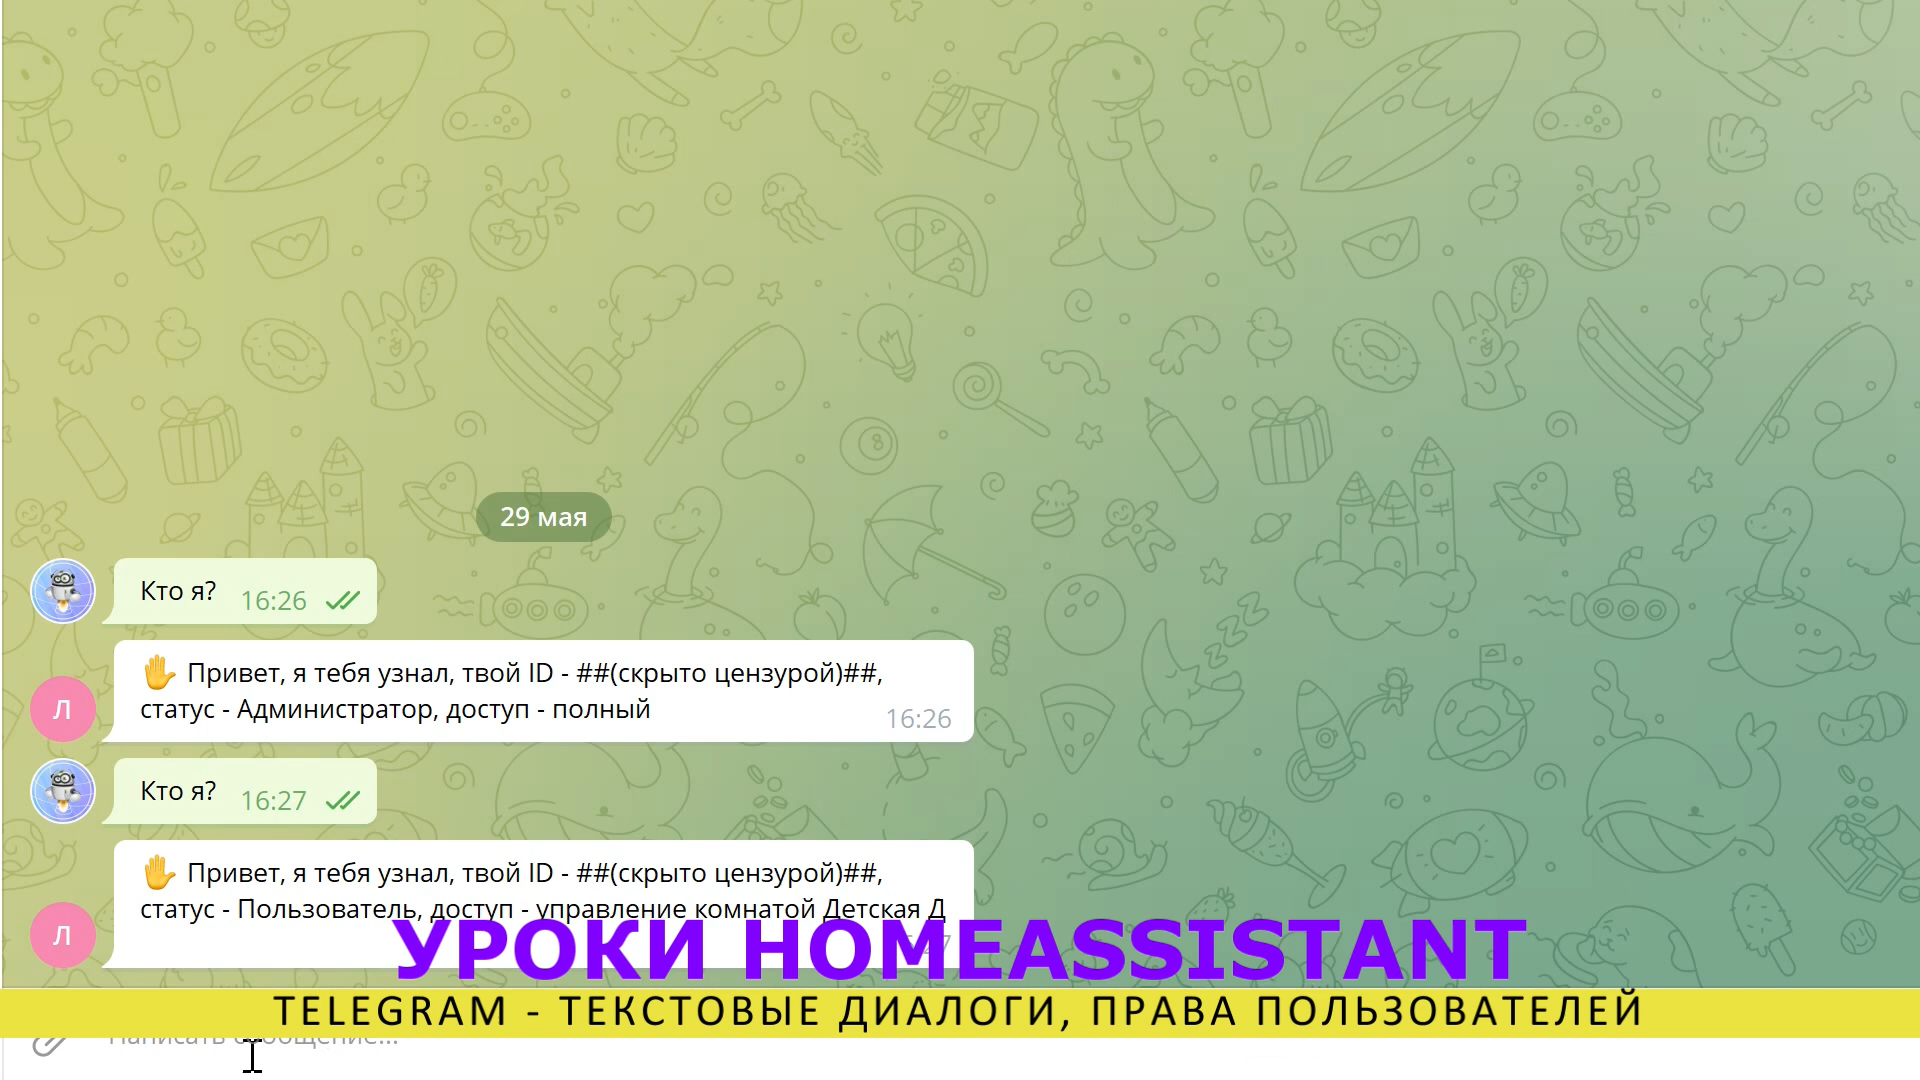 29 мая
Кто я? 16:26
✋ Привет, я тебя узнал, твой ID - ##(скрыто цензурой)##,
статус - Администратор, доступ - полный
16:26
Л
Кто я? 16:27
✋ Привет, я тебя узнал, твой ID - ##(скрыто цензурой)##,
статус - Пользователь, доступ - управление комнатой Детская Д
Л
УРОКИ HOMEASSISTANT
TELEGRAM - ТЕКСТОВЫЕ ДИАЛОГИ, ПРАВА ПОЛЬЗОВАТЕЛЕЙ
Написать сообщение...